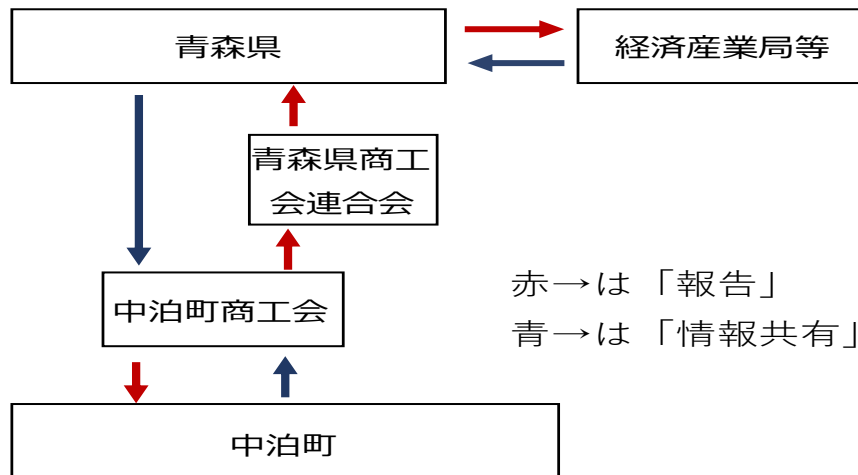 青森県
経済産業局等
青森県商工
会連合会
中泊町商工会
赤→は「報告」
青→は「情報共有」
中泊町